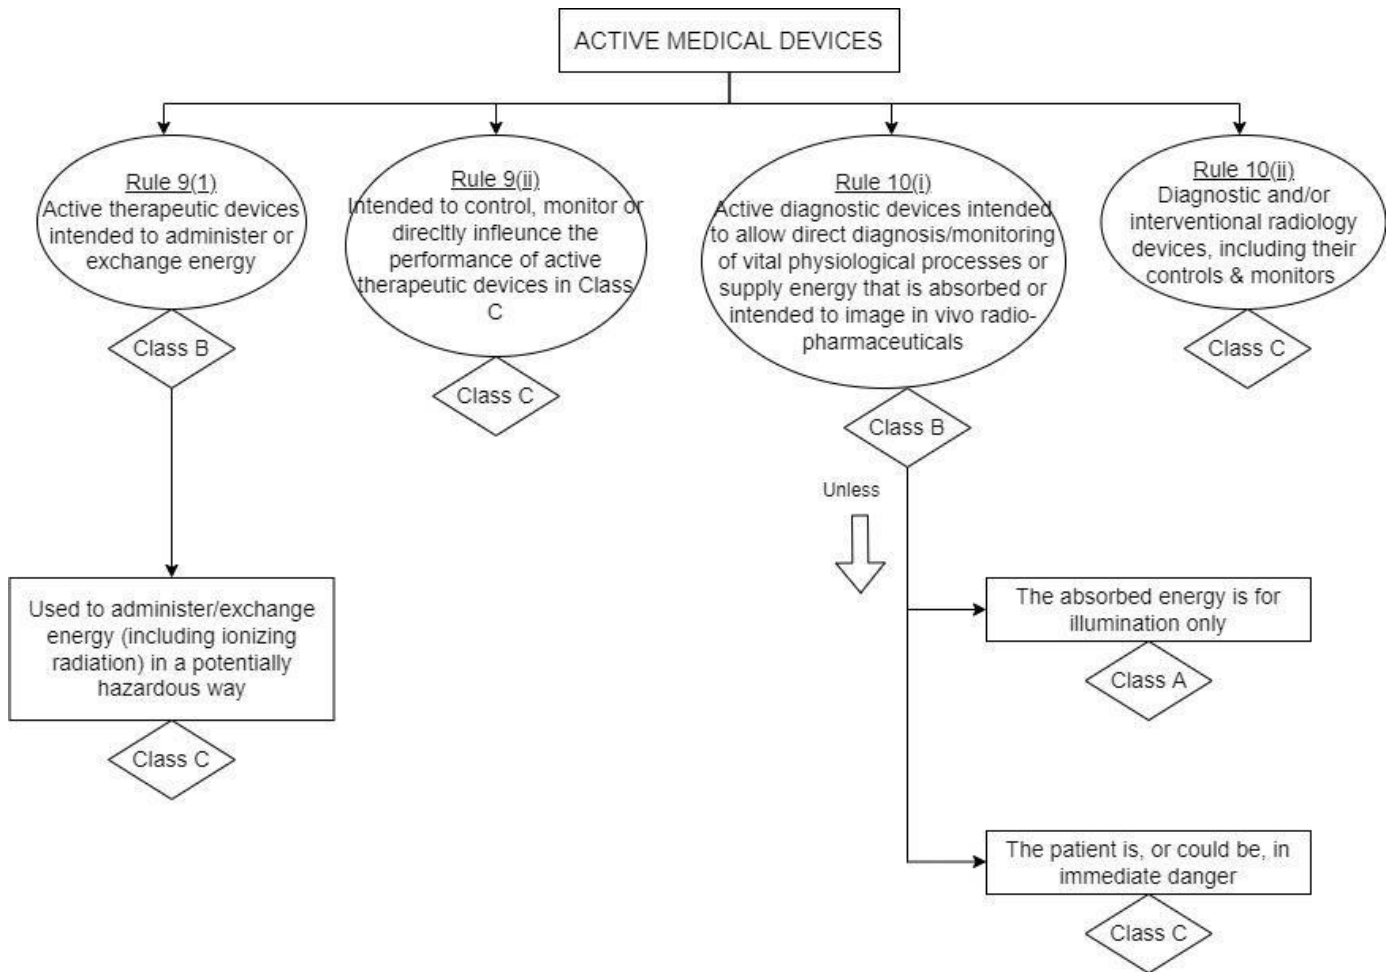 ACTIVE MEDICAL DEVICES
Rule 9(1)
Active therapeutic devices
intended to administer or
exchange energy
Class B
Used to administer/exchange
energy (including ionizing
radiation) in a potentially
hazardous way
Class C
Rule 9(ii)
Intended to control, monitor or
direclty infleunce the
performance of active
therapeutic devices in Class
C
Class C
Rule 10(i)
Active diagnostic devices intended
to allow direct diagnosis/monitoring
of vital physiological processes or
supply energy that is absorbed or
intended to image in vivo radio-
pharmaceuticals
Class B
Unless
The absorbed energy is for
illumination only
Class A
The patient is, or could be, in
immediate danger
Class C
Rule 10(ii)
Diagnostic and/or
interventional radiology
devices, including their
controls & monitors
Class C